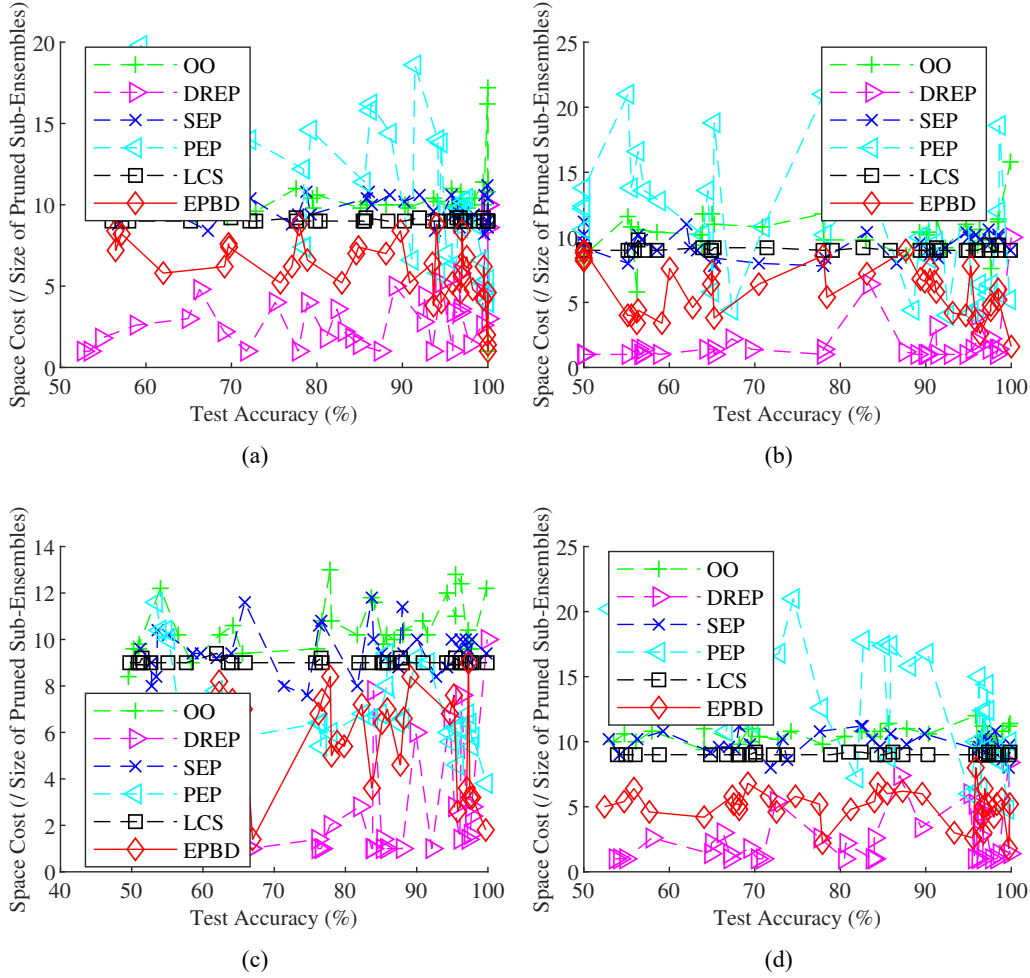 20
15
10
5
0
50
60
70
80
90
100
Space Cost (/ Size of Pruned Sub-Ensembles)
Test Accuracy (%)
OO
DREP
SEP
PEP
LCS
EPBD
(a)
25
20
15
10
5
0
50
60
70
80
90
100
Space Cost (/ Size of Pruned Sub-Ensembles)
Test Accuracy (%)
OO
DREP
SEP
PEP
LCS
EPBD
(b)
14
12
10
8
6
4
2
0
40
50
60
70
80
90
100
Space Cost (/ Size of Pruned Sub-Ensembles)
Test Accuracy (%)
OO
DREP
SEP
PEP
LCS
EPBD
(c)
25
20
15
10
5
0
50
60
70
80
90
100
Space Cost (/ Size of Pruned Sub-Ensembles)
Test Accuracy (%)
OO
DREP
SEP
PEP
LCS
EPBD
(d)